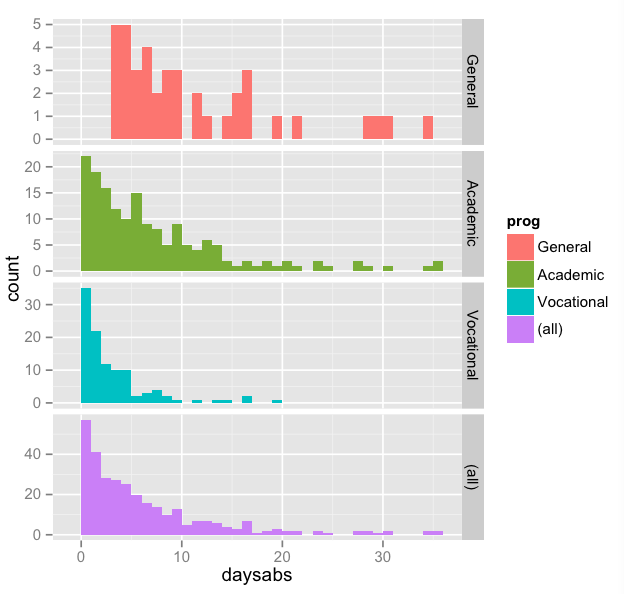 count
5
4
3
2
1
0
General
20
15
10
5
0
Academic
30
20
10
0
Vocational
40
20
0
(all)
0 10 20 30
daysabs
prog
General
Academic
Vocational
(all)